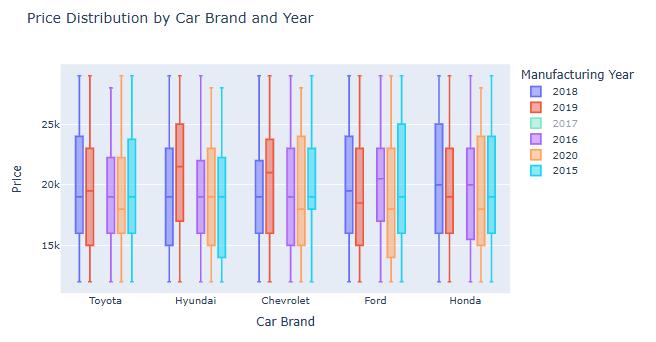 Price Distribution by Car Brand and Year
Manufacturing Year
2018
2019
2017
2016
2020
2015
25k
20k
15k
Price
Toyota
Hyundai
Chevrolet
Ford
Honda
Car Brand